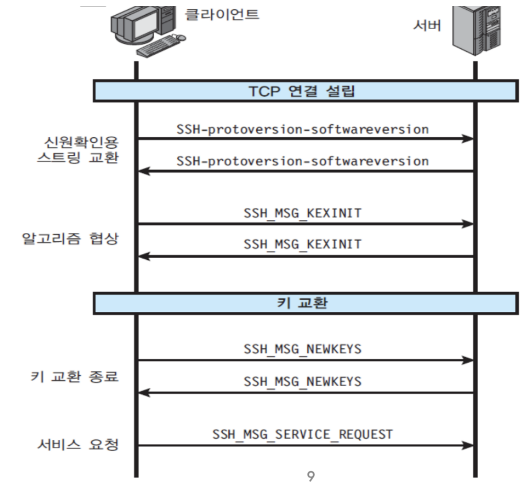 클라이언트
서버
TCP 연결 설립
신원확인용
스트링 교환
SSH-protoversion-softwareversion
SSH-protoversion-softwareversion
알고리즘 협상
SSH_MSG_KEXINIT
SSH_MSG_KEXINIT
키 교환
키 교환 종료
SSH_MSG_NEWKEYS
SSH_MSG_NEWKEYS
서비스 요청
SSH_MSG_SERVICE_REQUEST
9